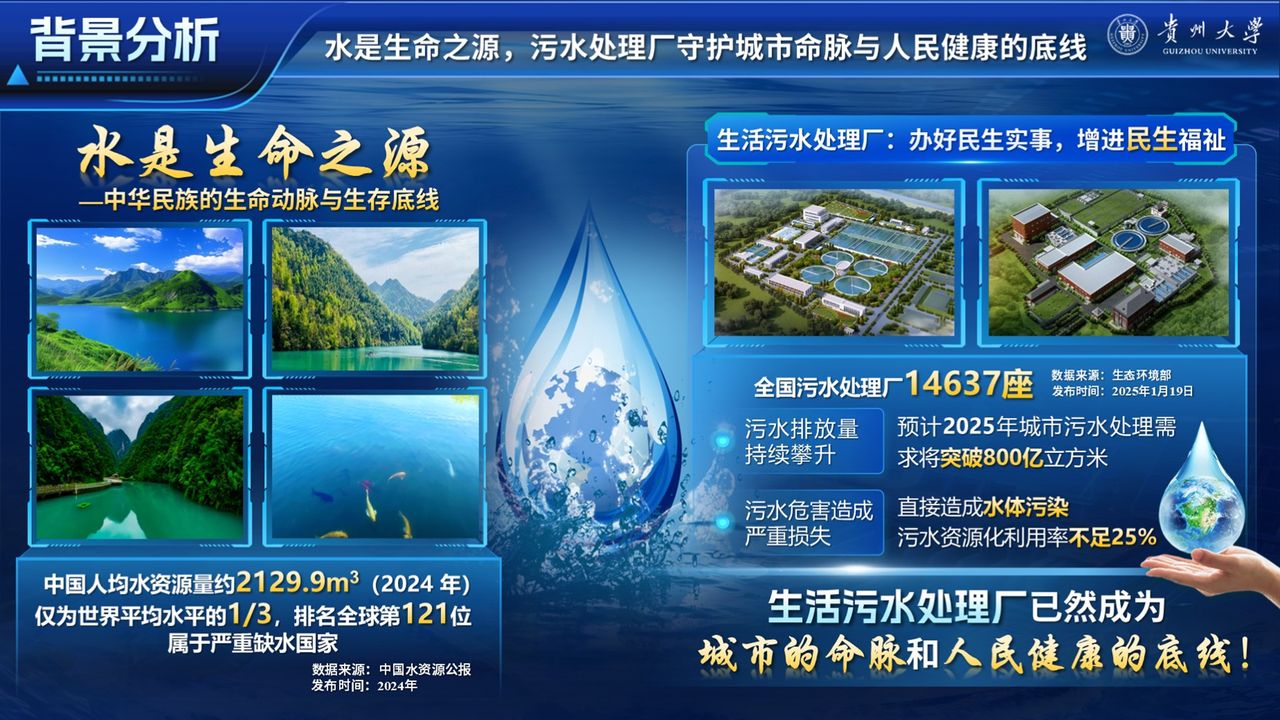 背景分析
水是生命之源，污水处理厂守护城市命脉与人民健康的底线
貴州大學
GUIZHOU UNIVERSITY
水是生命之源
—中华民族的生命动脉与生存底线
中国人均水资源量约2129.9m³（2024 年）
仅为世界平均水平的1/3，排名全球第121位
属于严重缺水国家
数据来源：中国水资源公报
发布时间：2024年
生活污水处理厂：办好民生实事，增进民生福祉
全国污水处理厂14637座
数据来源：生态环境部
发布时间：2025年1月19日
污水排放量
持续攀升
预计2025年城市污水处理需
求将突破800亿立方米
污水危害造成
严重损失
直接造成水体污染
污水资源化利用率不足25%
生活污水处理厂已然成为
城市的命脉和人民健康的底线！